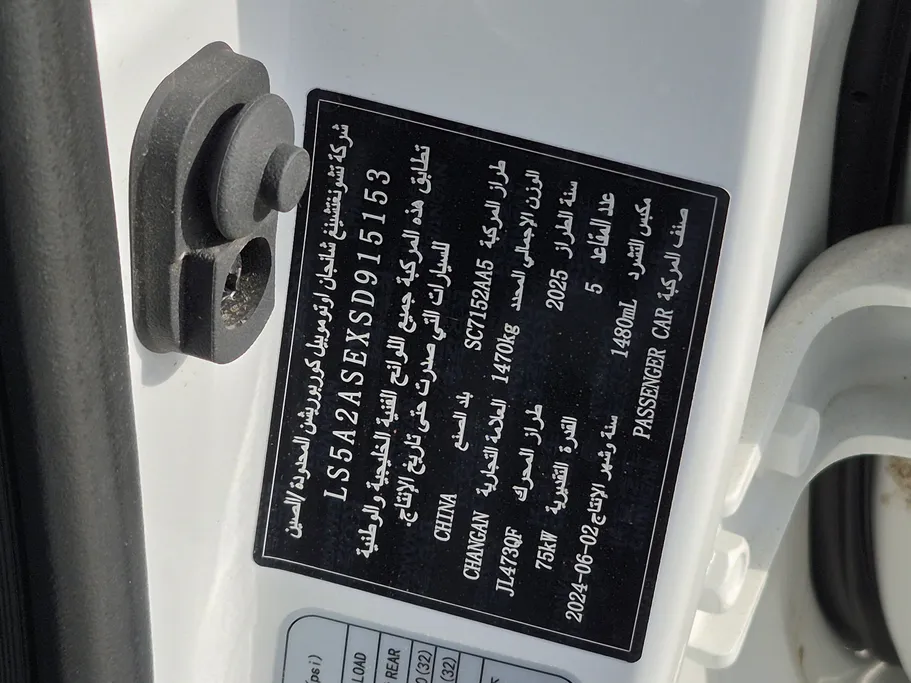 شركة تشونغتشينغ شانجان اوتوموبيل كوربوريشن المحدودة /الصين
LS5A2ASEXSD915153
تطابق هذه المركبة جميع اللوائح الفنية الخليجية والوطنية
للسيارات التي صدرت حتى تاريخ الإنتاج.
طراز المركبة SC7152AA5 بلد الصنع CHINA
الوزن الإجمالي المحدد 1470kg العلامة التجارية CHANGAN
سنة الطراز 2025 طراز المحرك JL473QF
عدد المقاعد 5 القدرة التقديرية 75kW
مكبس التشرد 1480mL سنة وشهر الإنتاج 2024-06-02
صنف المركبة PASSENGER CAR
(psi)
LOAD
REAR
(32)
(32)